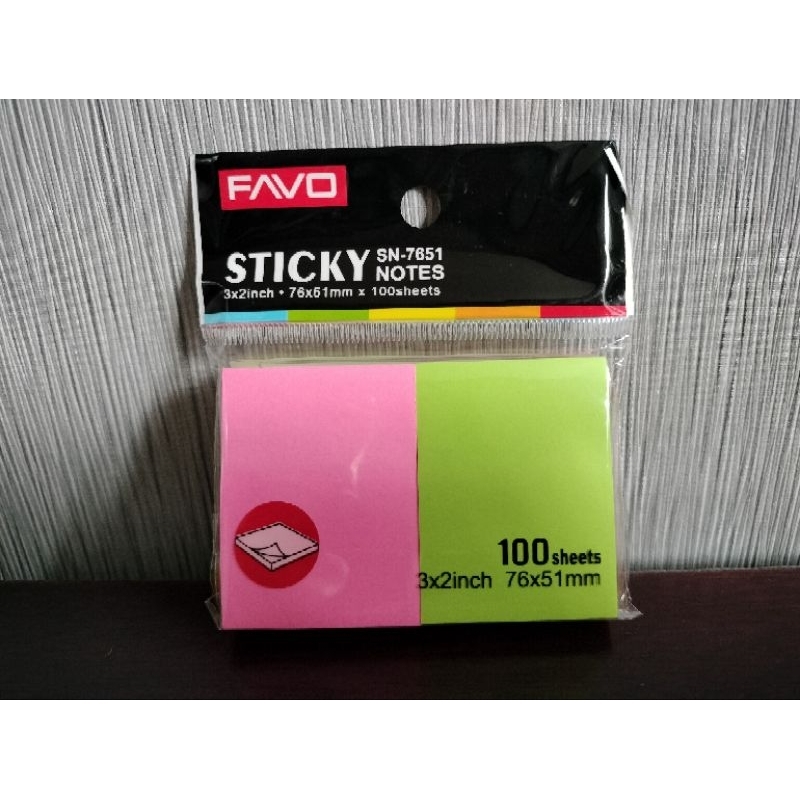 FAVO
STICKY SN-7651 NOTES
3x2inch • 76x51mm x 100sheets
100 sheets
3x2inch 76x51mm